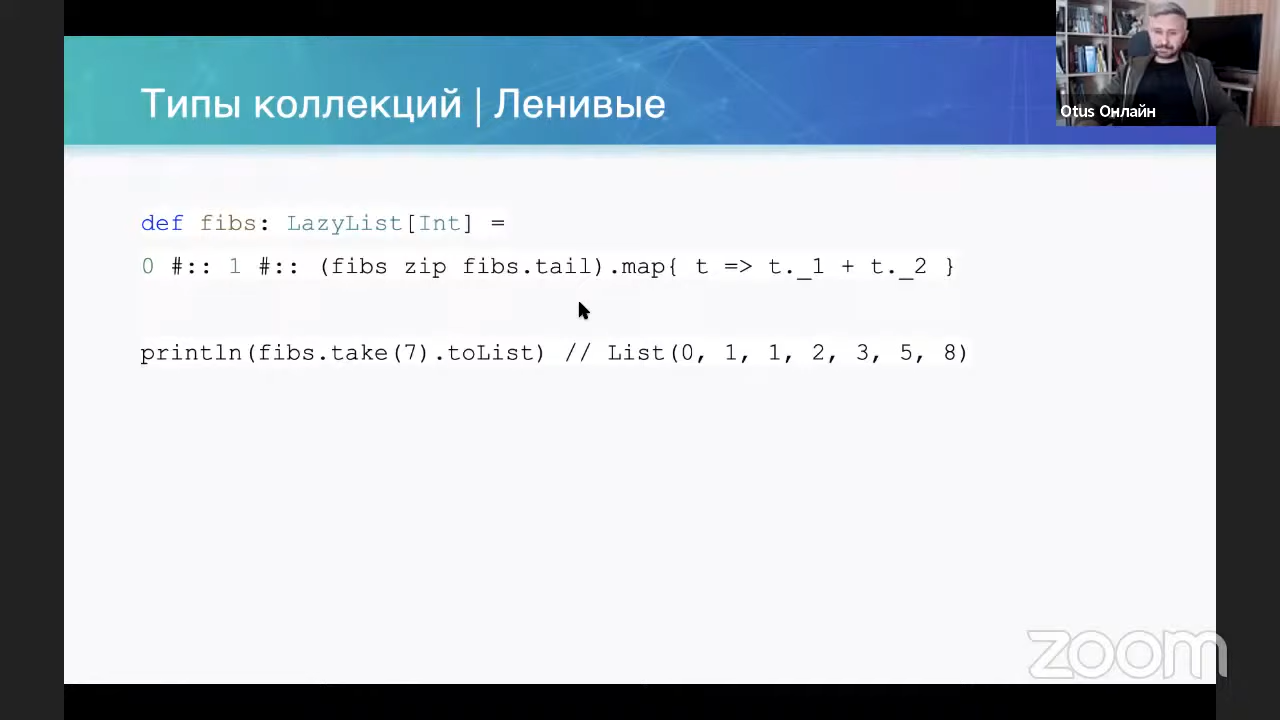 Типы коллекций | Ленивые
Otus Онлайн
def fibs: LazyList[Int] =
0 #:: 1 #:: (fibs zip fibs.tail).map{ t => t._1 + t._2 }
println(fibs.take(7).toList) // List(0, 1, 1, 2, 3, 5, 8)
zoom